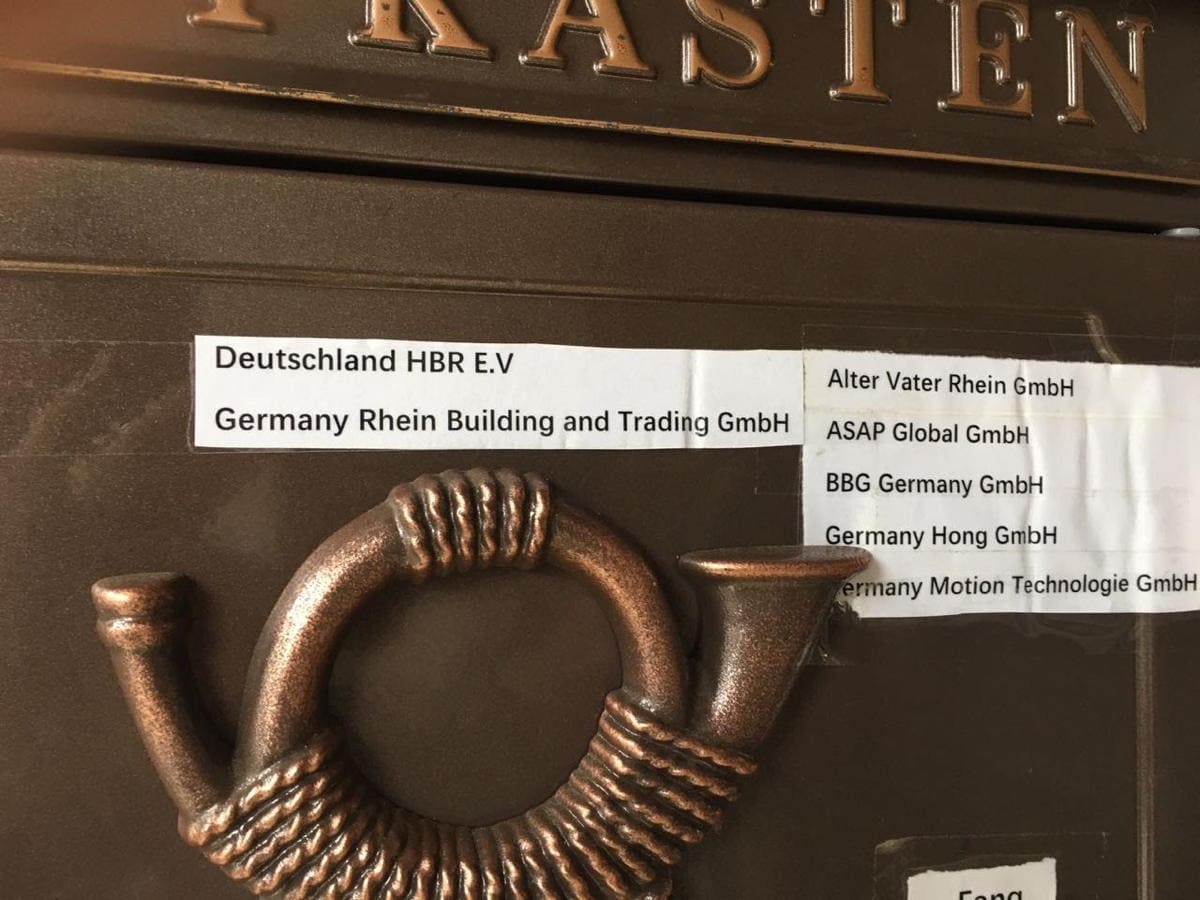 KASTEN
Deutschland HBR E.V
Germany Rhein Building and Trading GmbH
Alter Vater Rhein GmbH
ASAP Global GmbH
BBG Germany GmbH
Germany Hong GmbH
ermany Motion Technologie GmbH
Fang